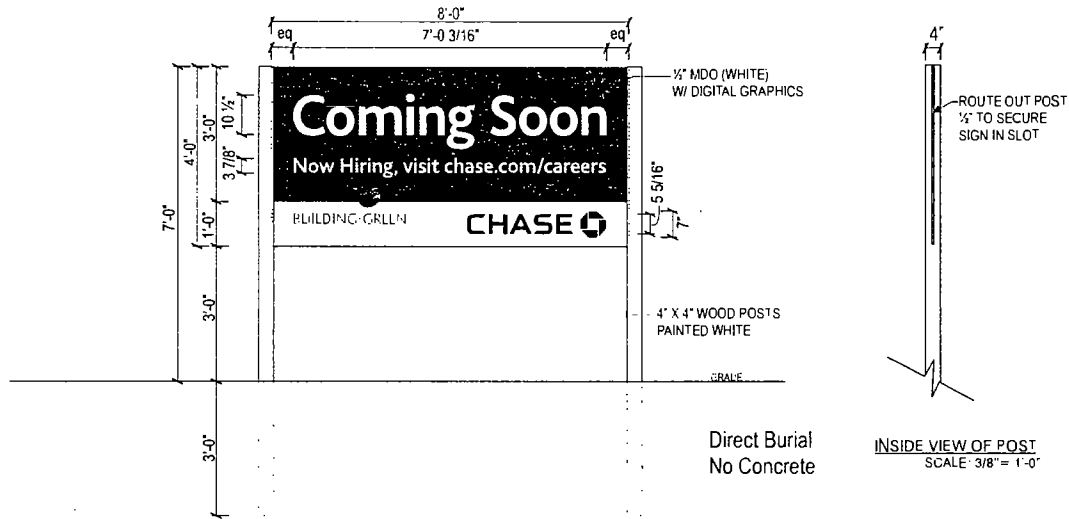 8'-0"
eq 7'-0 3/16" eq
4"
½" MDO (WHITE)
W/ DIGITAL GRAPHICS
ROUTE OUT POST
½" TO SECURE
SIGN IN SLOT
Coming Soon
Now Hiring, visit chase.com/careers
10 ½"
3 7/8"
3'-0"
4'-0"
7'-0"
1'-0"
5 5/16"
7"
BUILDING·GREEN
CHASE
3'-0"
4" X 4" WOOD POSTS
PAINTED WHITE
GRADE
3'-0"
Direct Burial
No Concrete
INSIDE VIEW OF POST
SCALE: 3/8" = 1'-0"